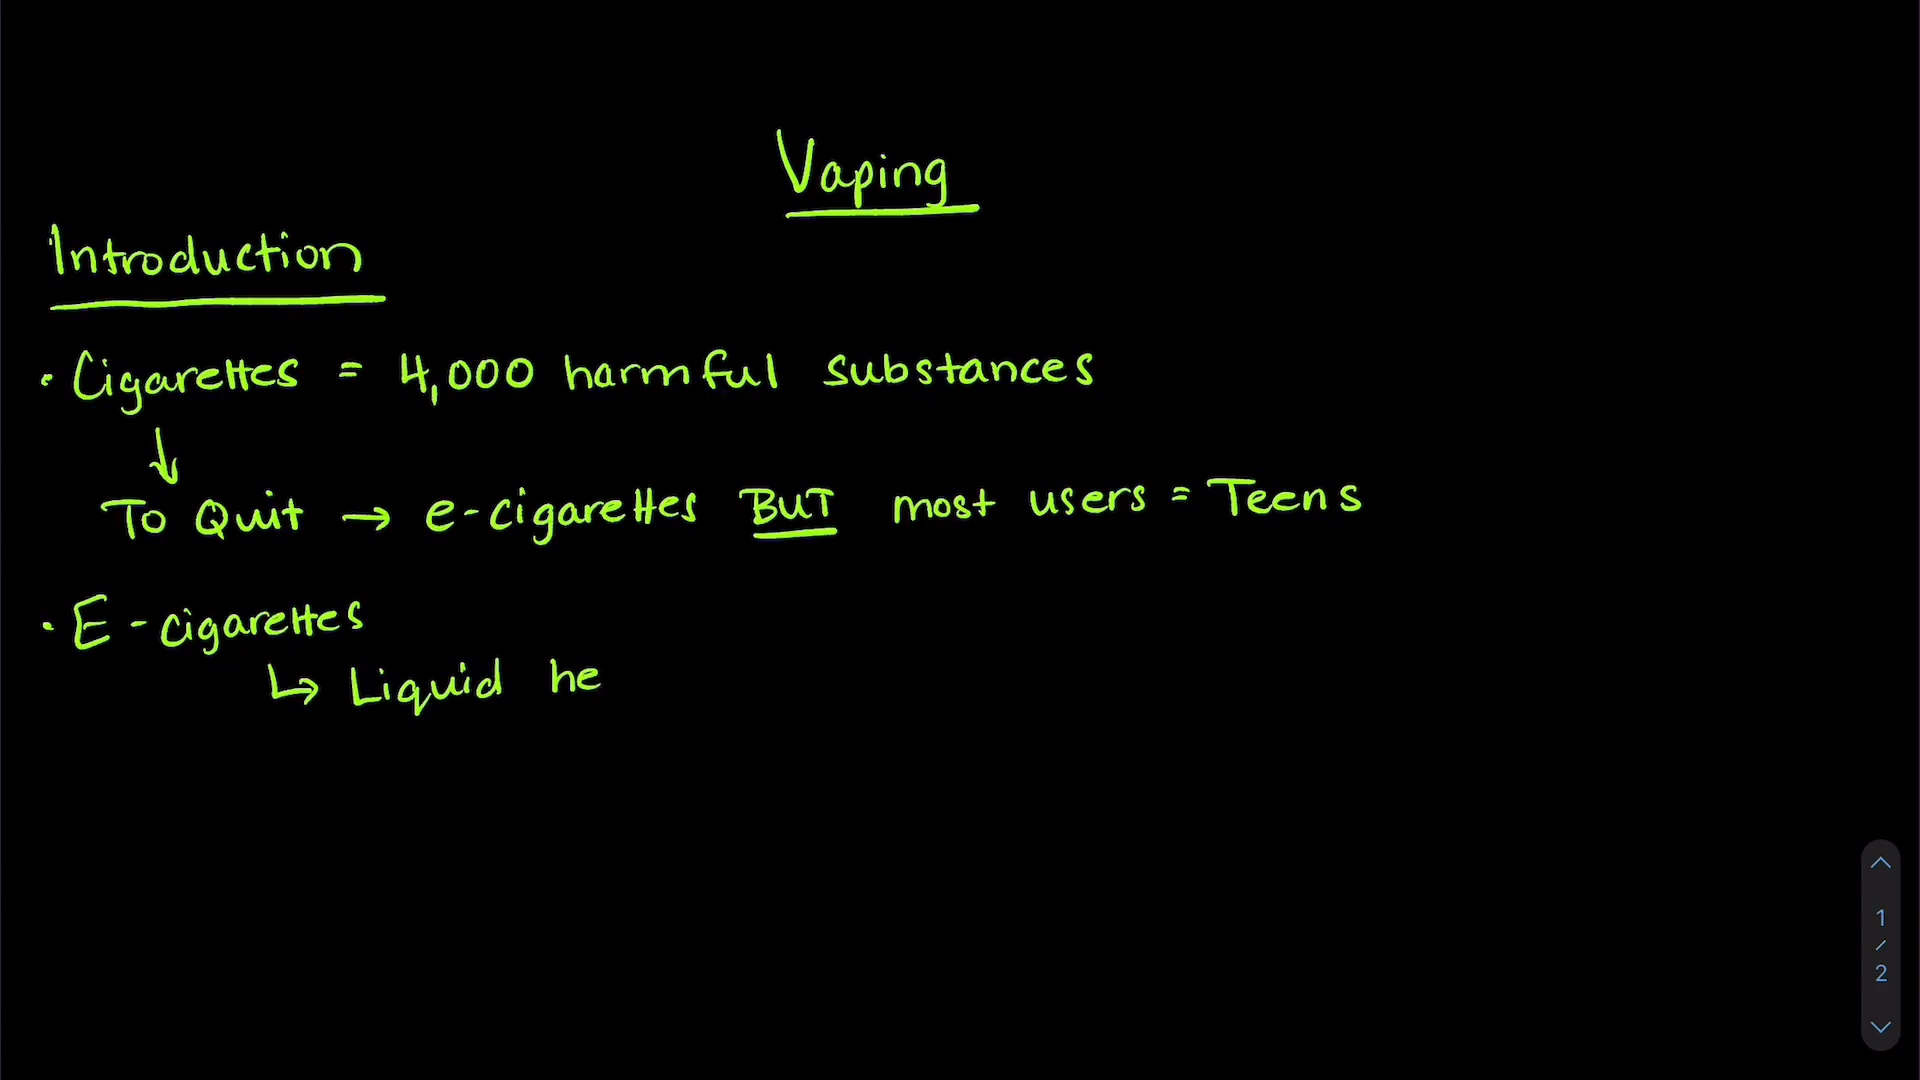 Vaping
Introduction
· Cigarettes = 4,000 harmful substances
↓
To Quit → e-cigarettes BUT most users = Teens
· E-cigarettes
↳ Liquid he
1
/
2